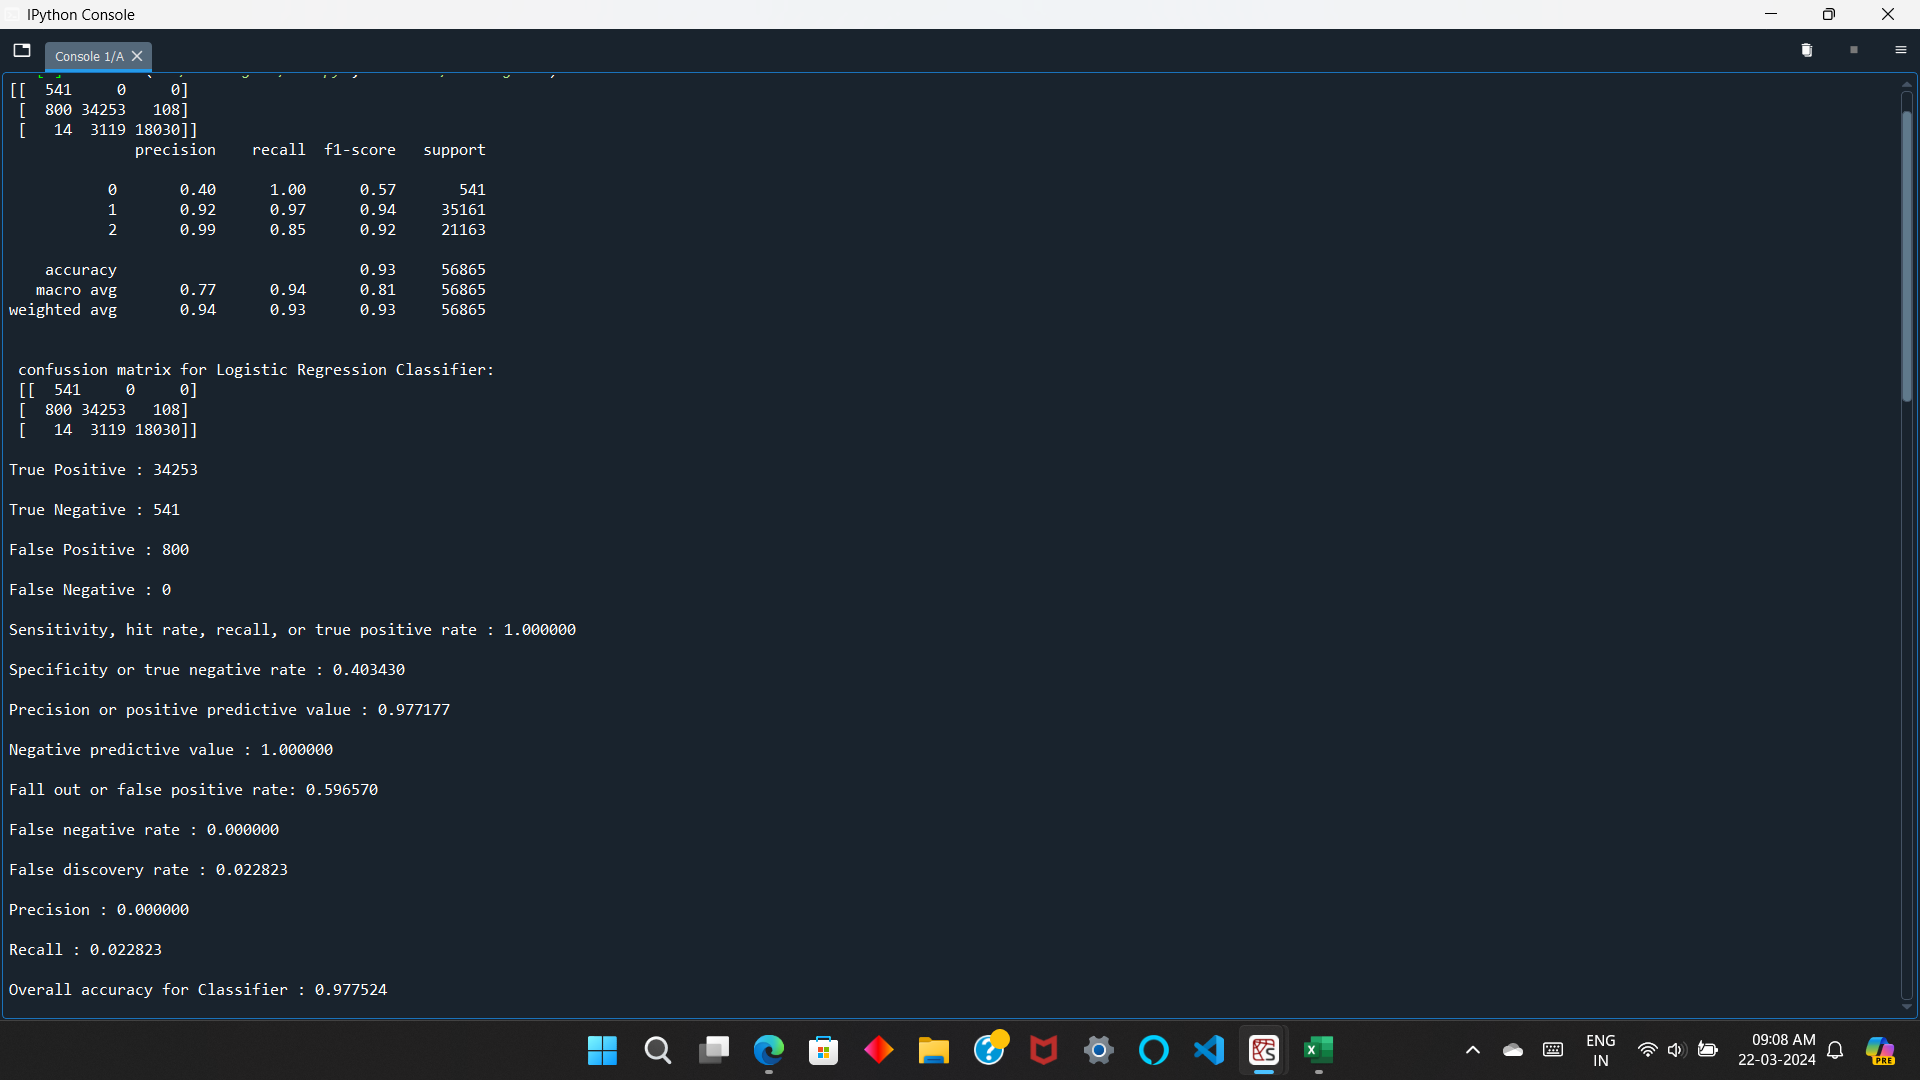 IPython Console
Console 1/A
[[  541     0     0]
[  800 34253   108]
[   14  3119 18030]]
precision    recall  f1-score   support
0       0.40      1.00      0.57       541
1       0.92      0.97      0.94     35161
2       0.99      0.85      0.92     21163
accuracy                           0.93     56865
macro avg       0.77      0.94      0.81     56865
weighted avg       0.94      0.93      0.93     56865
confussion matrix for Logistic Regression Classifier:
[[  541     0     0]
[  800 34253   108]
[   14  3119 18030]]
True Positive : 34253
True Negative : 541
False Positive : 800
False Negative : 0
Sensitivity, hit rate, recall, or true positive rate : 1.000000
Specificity or true negative rate : 0.403430
Precision or positive predictive value : 0.977177
Negative predictive value : 1.000000
Fall out or false positive rate: 0.596570
False negative rate : 0.000000
False discovery rate : 0.022823
Precision : 0.000000
Recall : 0.022823
Overall accuracy for Classifier : 0.977524
ENG
IN
09:08 AM
22-03-2024
PRE